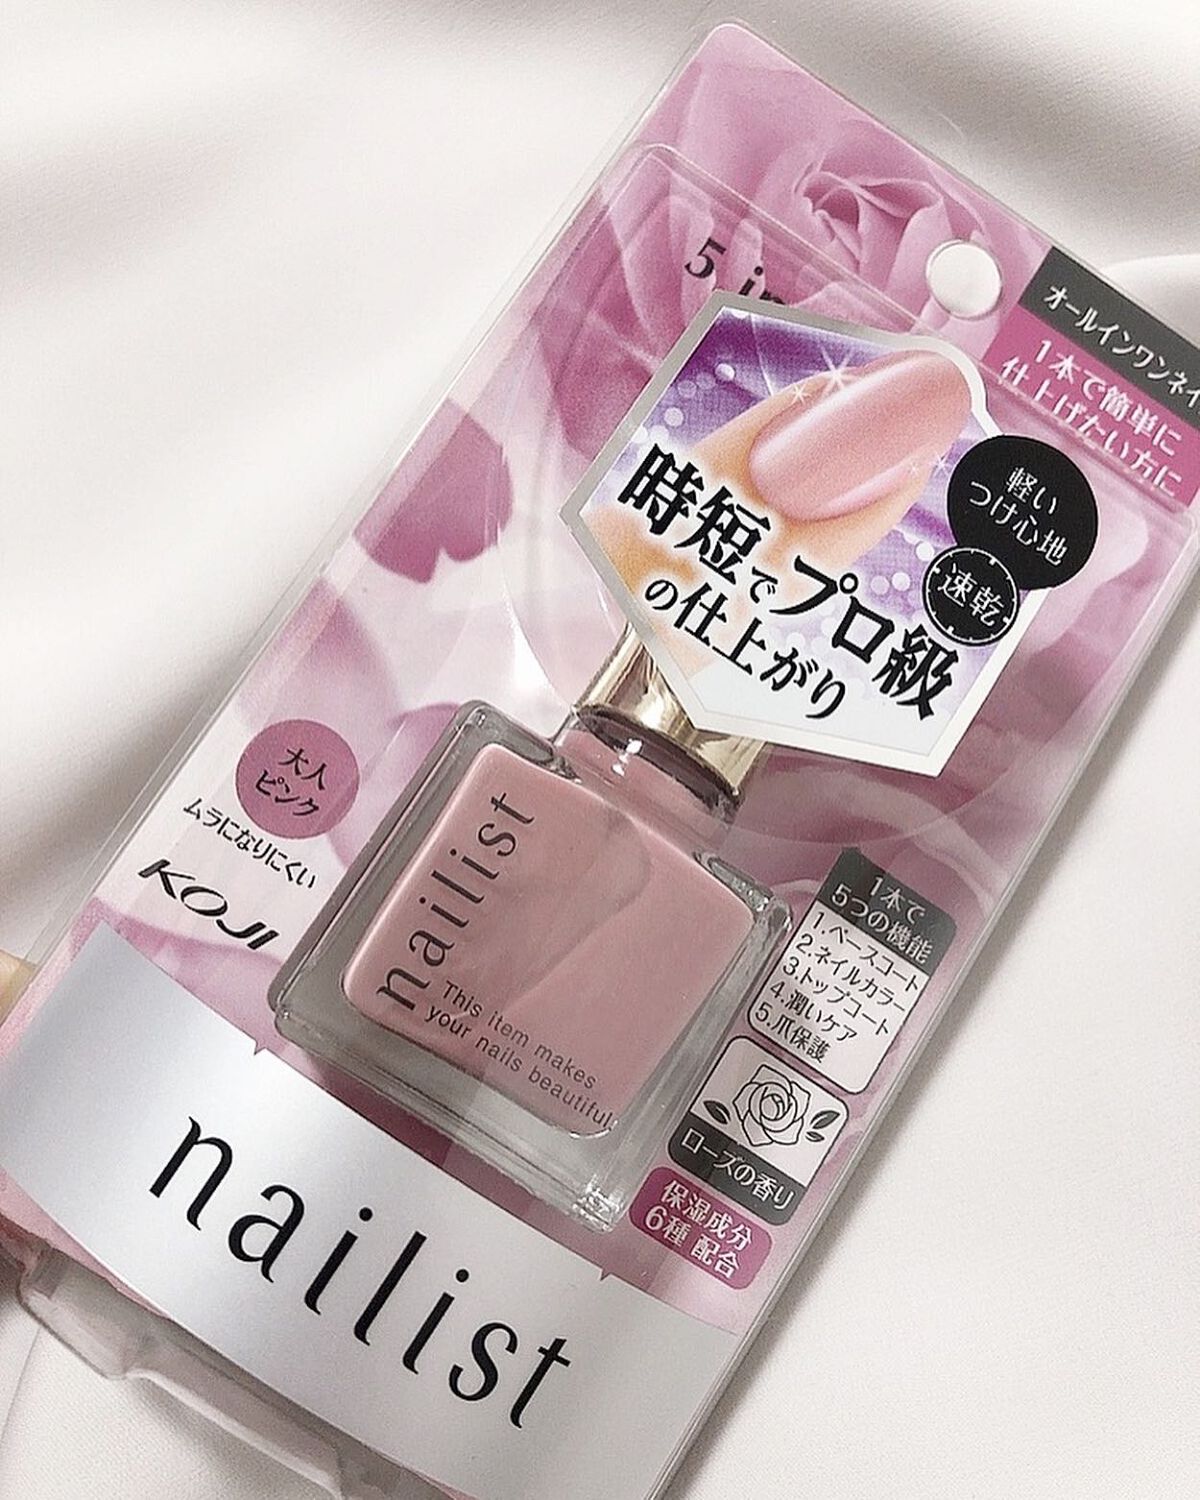 5 in
オールインワンネイ
1本で簡単に
仕上げたい方に
軽い
つけ心地
速乾
時短でプロ級
の仕上がり
大人
ピンク
ムラになりにくい
KOJI
nailist
This item makes
your nails beautiful
1本で
5つの機能
1.ベースコート
2.ネイルカラー
3.トップコート
4.潤いケア
5.爪保護
ローズの香り
保湿成分
6種 配合
nailist